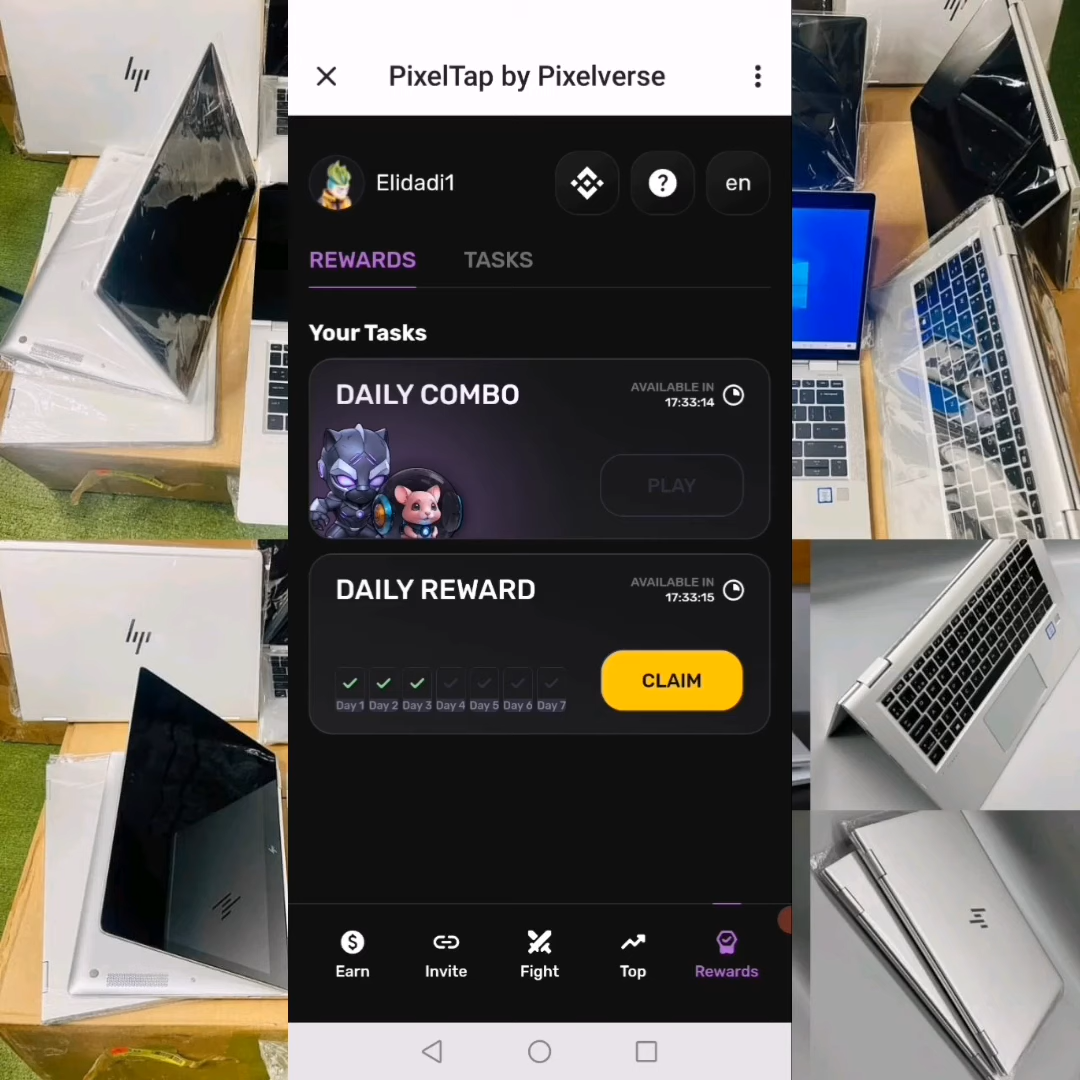 PixelTap by Pixelverse
Elidadi1
?
en
REWARDS
TASKS
Your Tasks
DAILY COMBO
AVAILABLE IN
17:33:14
PLAY
DAILY REWARD
AVAILABLE IN
17:33:15
Day 1 Day 2 Day 3 Day 4 Day 5 Day 6 Day 7
CLAIM
$
Earn
Invite
Fight
Top
Rewards
hp
hp